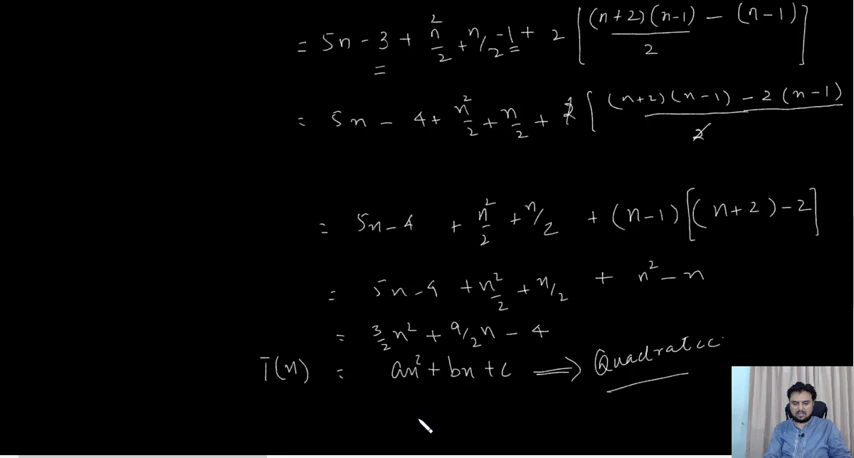 = 5n - 3 + n²/2 + n/2 - 1 + 2 [ (n+2)(n-1)/2 - (n-1) ]
= 5n - 4 + n²/2 + n/2 + 2 [ (n+2)(n-1) - 2(n-1) / 2
= 5n - 4 + n²/2 + n/2 + (n-1) [ (n+2) - 2 ]
= 5n - 4 + n²/2 + n/2 + n² - n
= 3/2 n² + 9/2 n - 4
T(n) = an² + bn + c ⟹ Quadratic